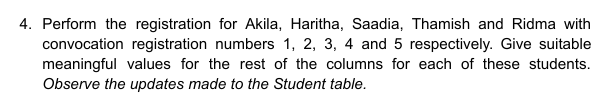 4. Perform the registration for Akila, Haritha, Saadia, Thamish and Ridma with
convocation registration numbers 1, 2, 3, 4 and 5 respectively. Give suitable
meaningful values for the rest of the columns for each of these students.
Observe the updates made to the Student table.